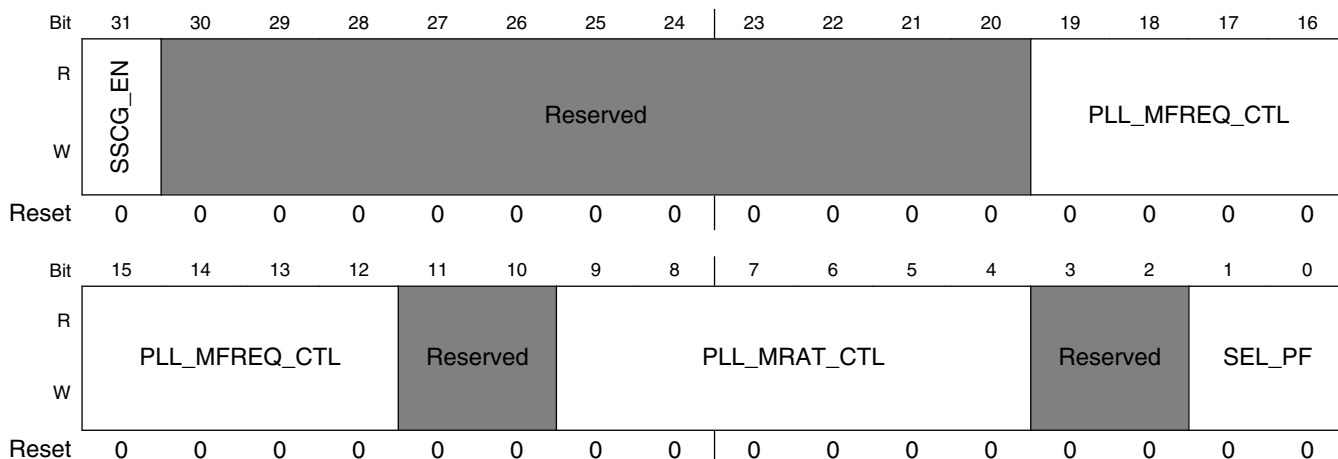 Bit 31 30 29 28 27 26 25 24 23 22 21 20 19 18 17 16
R
SSCG_EN Reserved PLL_MFREQ_CTL
W
Reset 0 0 0 0 0 0 0 0 0 0 0 0 0 0 0 0
Bit 15 14 13 12 11 10 9 8 7 6 5 4 3 2 1 0
R
PLL_MFREQ_CTL Reserved PLL_MRAT_CTL Reserved SEL_PF
W
Reset 0 0 0 0 0 0 0 0 0 0 0 0 0 0 0 0